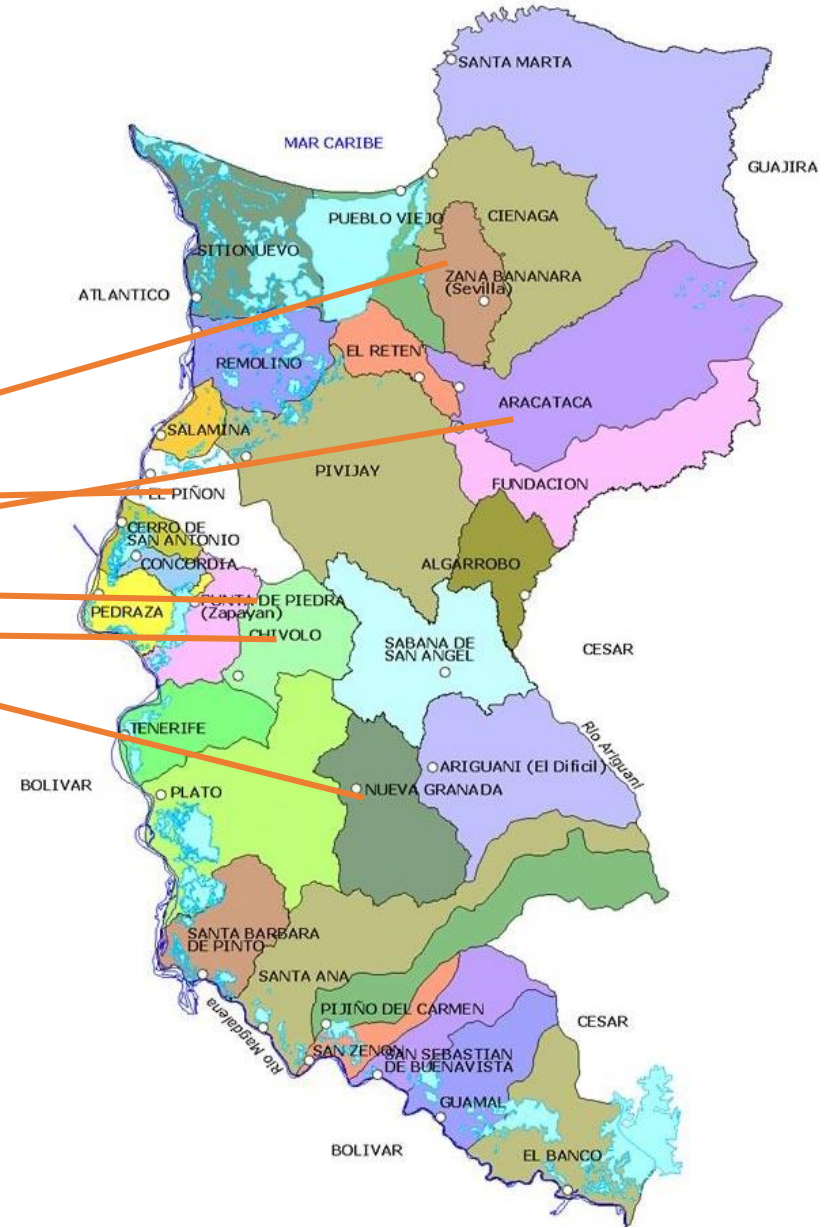 SANTA MARTA
MAR CARIBE
GUAJIRA
PUEBLO VIEJO
CIENAGA
SITIONUEVO
ZANA BANANARA
(Sevilla)
ATLANTICO
REMOLINO
EL RETEN
ARACATACA
SALAMINA
PIVIJAY
FUNDACION
EL PIÑON
CERRO DE
SAN ANTONIO
CONCORDIA
ALGARROBO
PEDRAZA
PUNTA DE PIEDRA
(Zapayan)
CHIVOLO
SABANA DE
SAN ANGEL
CESAR
TENERIFE
Río Ariguaní
ARIGUANI (El Dificil)
BOLIVAR
PLATO
NUEVA GRANADA
SANTA BARBARA
DE PINTO
SANTA ANA
Río Magdalena
PIJIÑO DEL CARMEN
CESAR
SAN ZENON
SAN SEBASTIAN
DE BUENAVISTA
GUAMAL
BOLIVAR
EL BANCO